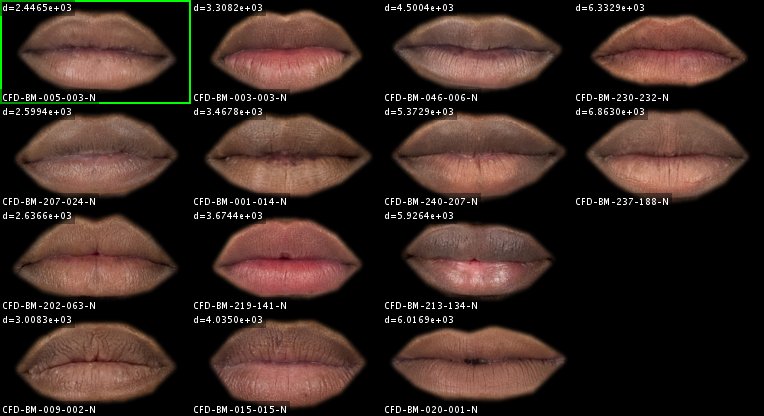 d=2.4465e+03
CFD-BM-005-003-N
d=3.3082e+03
CFD-BM-003-003-N
d=4.5004e+03
CFD-BM-046-006-N
d=6.3329e+03
CFD-BM-230-232-N
d=2.5994e+03
CFD-BM-207-024-N
d=3.4678e+03
CFD-BM-001-014-N
d=5.3729e+03
CFD-BM-240-207-N
d=6.8630e+03
CFD-BM-237-188-N
d=2.6366e+03
CFD-BM-202-063-N
d=3.6744e+03
CFD-BM-219-141-N
d=5.9264e+03
CFD-BM-213-134-N
d=3.0083e+03
CFD-BM-009-002-N
d=4.0350e+03
CFD-BM-015-015-N
d=6.0169e+03
CFD-BM-020-001-N